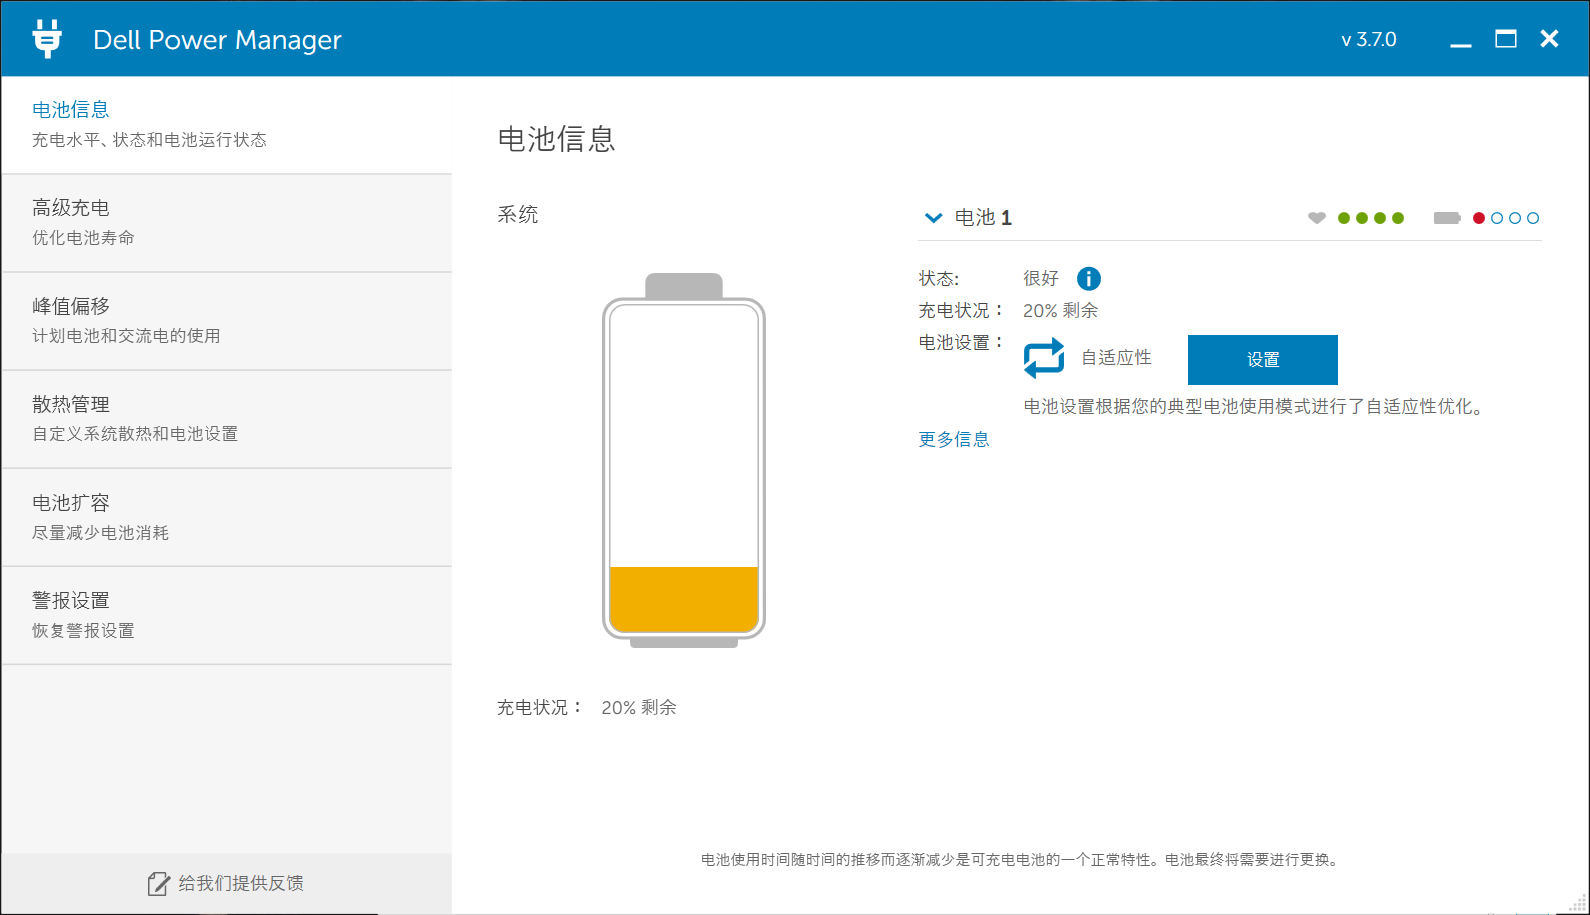 Dell Power Manager
v 3.7.0
电池信息
充电水平、状态和电池运行状态
高级充电
优化电池寿命
峰值偏移
计划电池和交流电的使用
散热管理
自定义系统散热和电池设置
电池扩容
尽量减少电池消耗
警报设置
恢复警报设置
给我们提供反馈
电池信息
系统
充电状况： 20% 剩余
电池 1
状态: 很好
充电状况： 20% 剩余
电池设置： 自适应性 设置
电池设置根据您的典型电池使用模式进行了自适应性优化。
更多信息
电池使用时间随时间的推移而逐渐减少是可充电电池的一个正常特性。电池最终将需要进行更换。